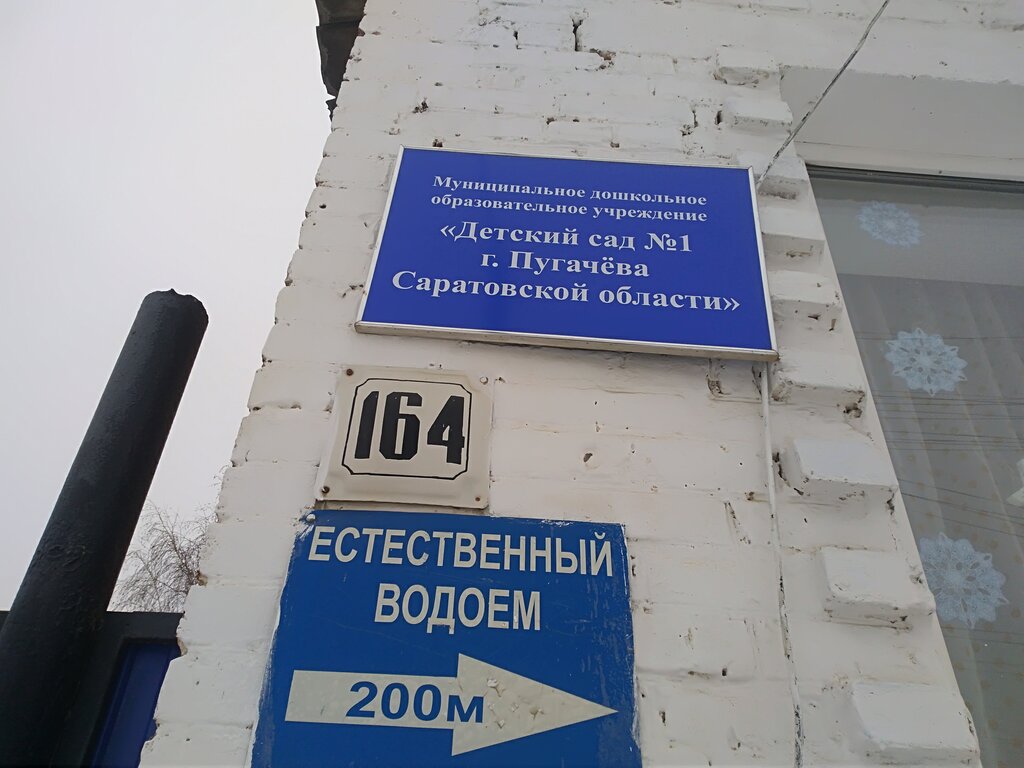 Муниципальное дошкольное
образовательное учреждение
«Детский сад №1
г. Пугачёва
Саратовской области»
164
ЕСТЕСТВЕННЫЙ
ВОДОЕМ
200м